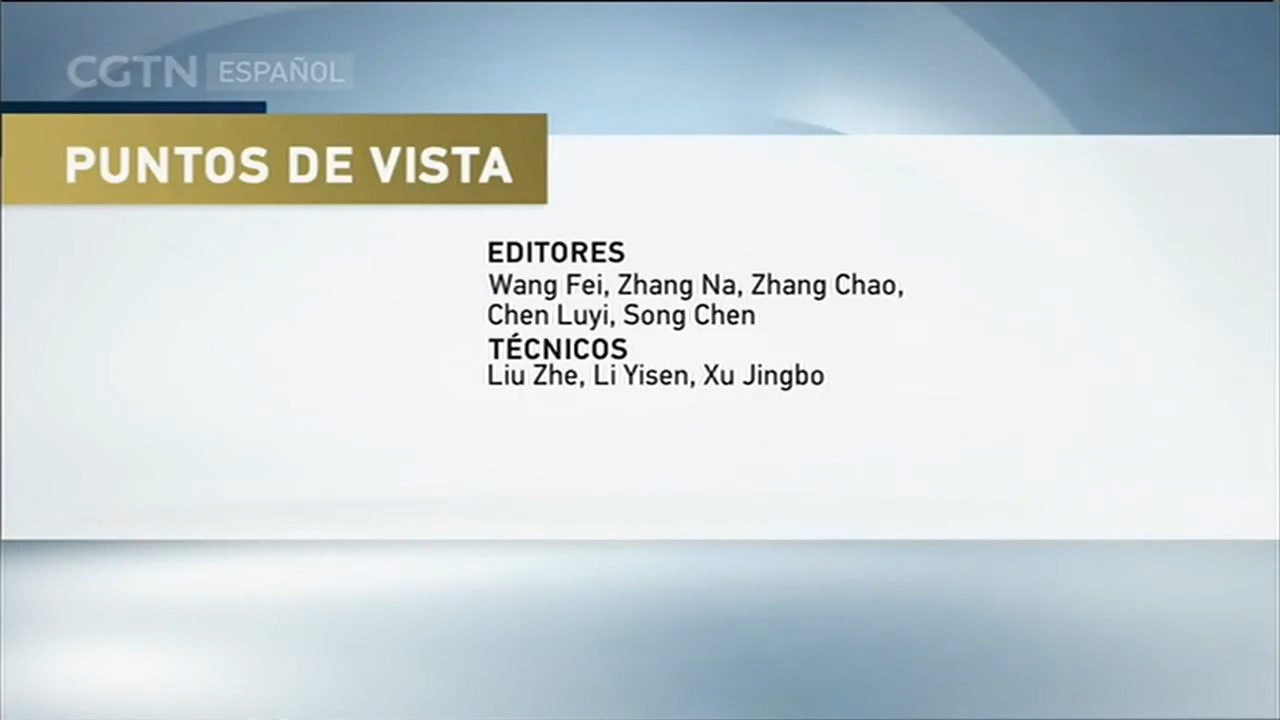 CGTN ESPAÑOL
PUNTOS DE VISTA
EDITORES
Wang Fei, Zhang Na, Zhang Chao,
Chen Luyi, Song Chen
TÉCNICOS
Liu Zhe, Li Yisen, Xu Jingbo